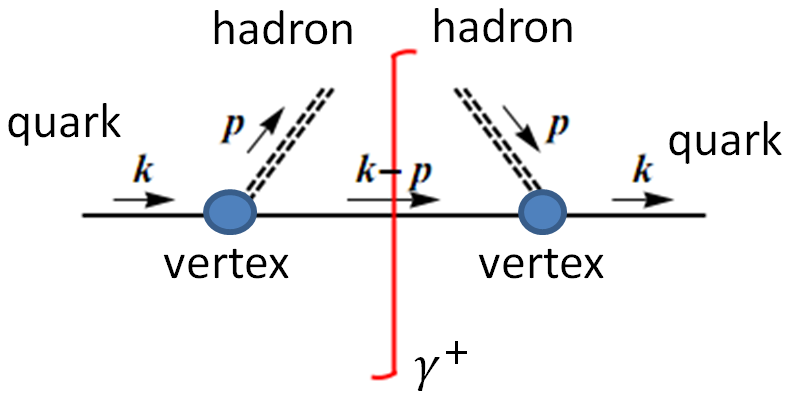 hadron hadron
quark p p quark
k k − p k
vertex vertex
γ⁺